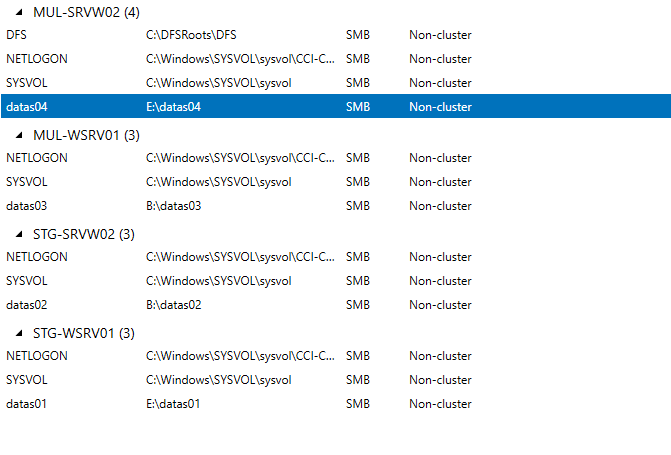 MUL-SRVW02 (4)
DFS C:\DFSRoots\DFS SMB Non-cluster
NETLOGON C:\Windows\SYSVOL\sysvol\CCI-C... SMB Non-cluster
SYSVOL C:\Windows\SYSVOL\sysvol SMB Non-cluster
datas04 E:\datas04 SMB Non-cluster
MUL-WSRV01 (3)
NETLOGON C:\Windows\SYSVOL\sysvol\CCI-C... SMB Non-cluster
SYSVOL C:\Windows\SYSVOL\sysvol SMB Non-cluster
datas03 B:\datas03 SMB Non-cluster
STG-SRVW02 (3)
NETLOGON C:\Windows\SYSVOL\sysvol\CCI-C... SMB Non-cluster
SYSVOL C:\Windows\SYSVOL\sysvol SMB Non-cluster
datas02 B:\datas02 SMB Non-cluster
STG-WSRV01 (3)
NETLOGON C:\Windows\SYSVOL\sysvol\CCI-C... SMB Non-cluster
SYSVOL C:\Windows\SYSVOL\sysvol SMB Non-cluster
datas01 E:\datas01 SMB Non-cluster